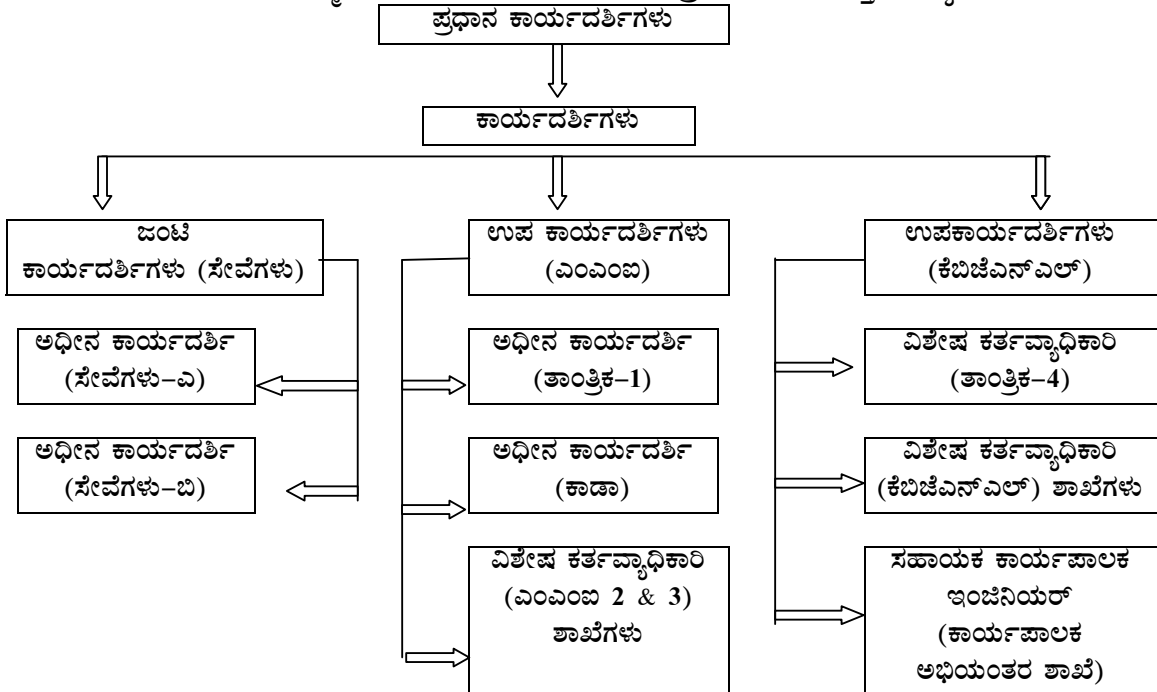 ಪ್ರಧಾನ ಕಾರ್ಯದರ್ಶಿಗಳು
ಕಾರ್ಯದರ್ಶಿಗಳು
ಜಂಟಿ
ಕಾರ್ಯದರ್ಶಿಗಳು (ಸೇವೆಗಳು)
ಉಪ ಕಾರ್ಯದರ್ಶಿಗಳು
(ಎಂಎಂಐ)
ಉಪಕಾರ್ಯದರ್ಶಿಗಳು
(ಕೆಬಿಜೆಎನ್ಎಲ್)
ಅಧೀನ ಕಾರ್ಯದರ್ಶಿ
(ಸೇವೆಗಳು-ಎ)
ಅಧೀನ ಕಾರ್ಯದರ್ಶಿ
(ತಾಂತ್ರಿಕ-1)
ವಿಶೇಷ ಕರ್ತವ್ಯಾಧಿಕಾರಿ
(ತಾಂತ್ರಿಕ-4)
ಅಧೀನ ಕಾರ್ಯದರ್ಶಿ
(ಸೇವೆಗಳು-ಬಿ)
ಅಧೀನ ಕಾರ್ಯದರ್ಶಿ
(ಕಾಡಾ)
ವಿಶೇಷ ಕರ್ತವ್ಯಾಧಿಕಾರಿ
(ಕೆಬಿಜೆಎನ್ಎಲ್) ಶಾಖೆಗಳು
ವಿಶೇಷ ಕರ್ತವ್ಯಾಧಿಕಾರಿ
(ಎಂಎಂಐ 2 & 3)
ಶಾಖೆಗಳು
ಸಹಾಯಕ ಕಾರ್ಯಪಾಲಕ
ಇಂಜಿನಿಯರ್
(ಕಾರ್ಯಪಾಲಕ
ಅಭಿಯಂತರ ಶಾಖೆ)